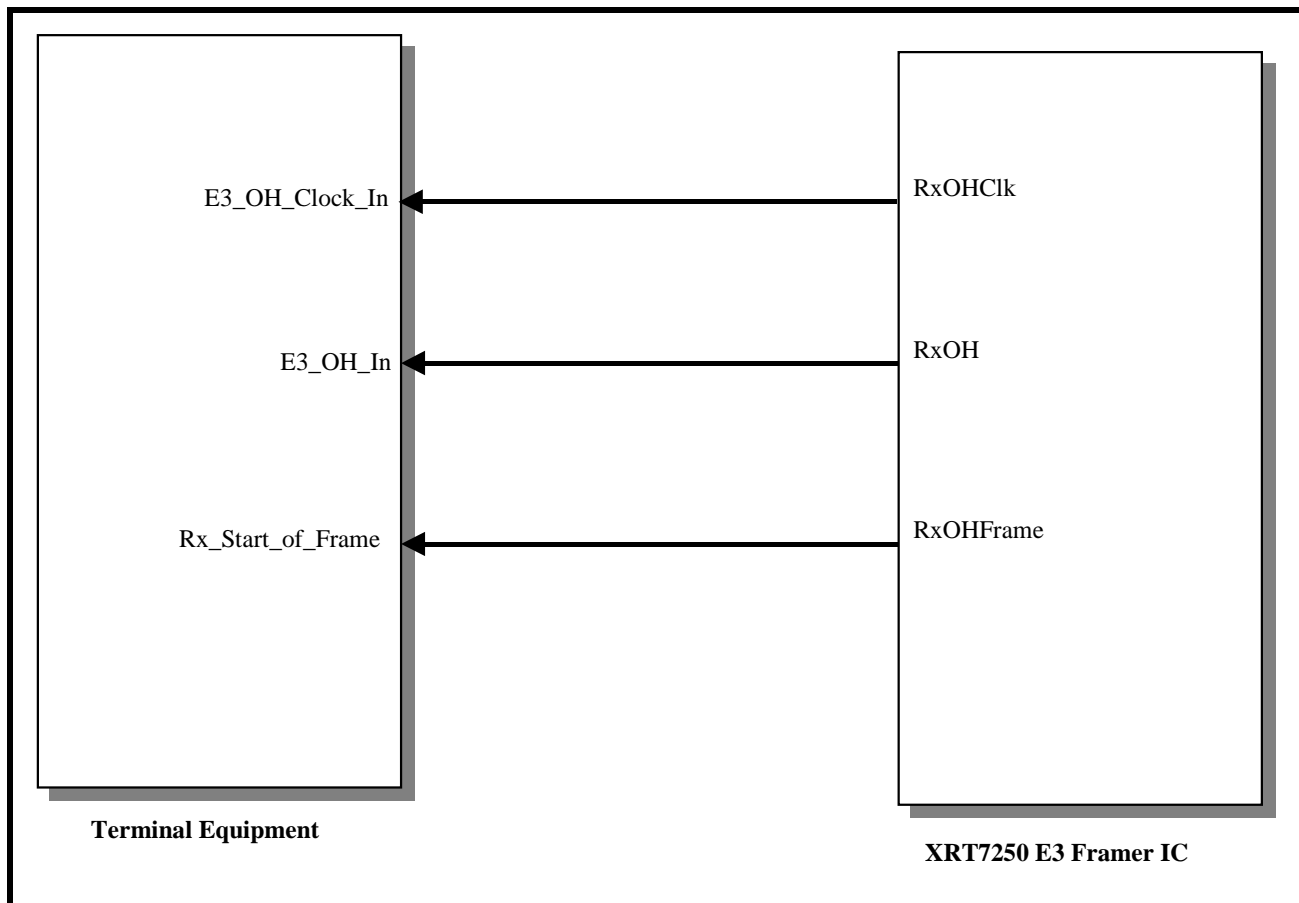 E3_OH_Clock_In
RxOHClk
E3_OH_In
RxOH
Rx_Start_of_Frame
RxOHFrame
Terminal Equipment
XRT7250 E3 Framer IC